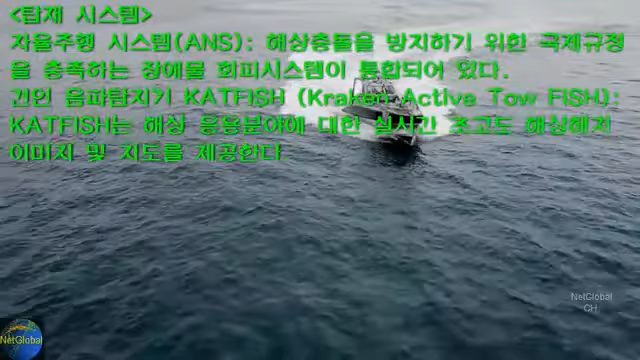 <탑재 시스템>
자율주행 시스템(ANS): 해상충돌을 방지하기 위한 국제규정
을 충족하는 장애물 회피시스템이 통합되어 있다.
견인 음파탐지기 KATFISH (Kraken Active Tow FISH):
KATFISH는 해상 응용분야에 대한 실시간 초고도 해상해저
이미지 및 지도를 제공한다.
NetGlobal
CH.
NetGlobal